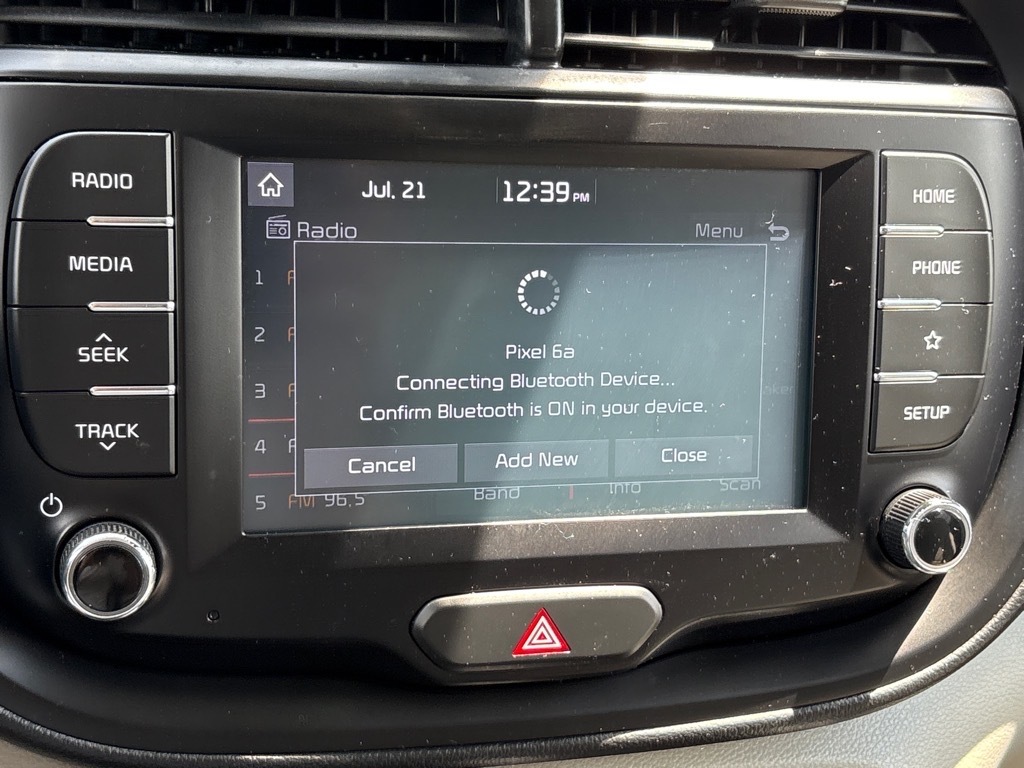 RADIO
MEDIA
SEEK
TRACK
Jul. 21
12:39 PM
Radio
Menu
1
2
3
4
5 FM 96.5
Pixel 6a
Connecting Bluetooth Device...
Confirm Bluetooth is ON in your device.
Cancel
Add New
Close
Band
Info
Scan
HOME
PHONE
SETUP